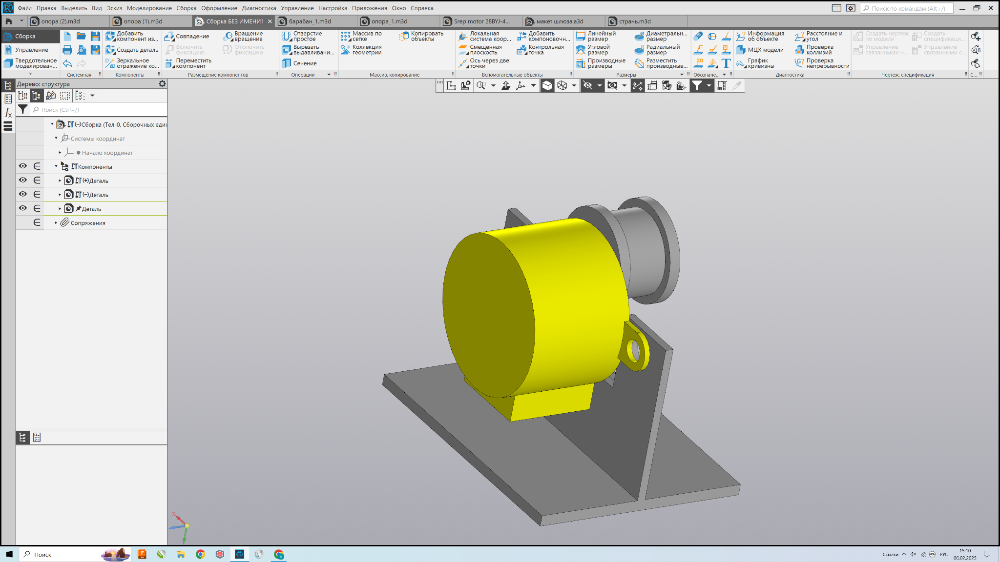 Файл Правка Выделить Вид Эскиз Моделирование Сборка Оформление Диагностика Управление Настройка Приложения Окно Справка
Поиск по командам (Alt+/)
опора (2).m3d
опора (1).m3d
Сборка БЕЗ ИМЕНИ1
барабан_1.m3d
опора_1.m3d
Srep motor 28BYJ-4...
макет шлюза.a3d
странь.m3d
Сборка
Управление
Твердотельное
моделирован...
Системная
Добавить
компонент из...
Создать деталь
Зеркальное
отражение ко...
Компоненты
Совпадение
Включить
фиксацию
Переместить
компонент
Вращение-
вращение
Отключить
фиксацию
Размещение компонентов
Отверстие
простое
Вырезать
выдавливани...
Сечение
Операции
Массив по
сетке
Коллекция
геометрии
Копировать
объекты
Массив, копирование
Локальная
система коор...
Смещенная
плоскость
Ось через две
точки
Добавить
компоновочн...
Контрольная
точка
Вспомогательные объекты
Линейный
размер
Угловой
размер
Производные
размеры
Диаметральн...
размер
Радиальный
размер
Разместить
производные...
Размеры
Обозначе...
Информация
об объекте
МЦХ модели
График
кривизны
Расстояние и
угол
Проверка
коллизий
Проверка
непрерывности
Диагностика
Создать чертеж
по модели
Управление
связанными ч...
Создать
спецификаци...
Управление
связанными с...
Чертеж, спецификация
С...
Дерево: структура
Поиск (Ctrl+/)
(−)Сборка (Тел-0, Сборочных един
Системы координат
Начало координат
Компоненты
(+)Деталь
(−)Деталь
Деталь
Сопряжения
X
Поиск
Ссылки
РУС
15:10
06.02.2025